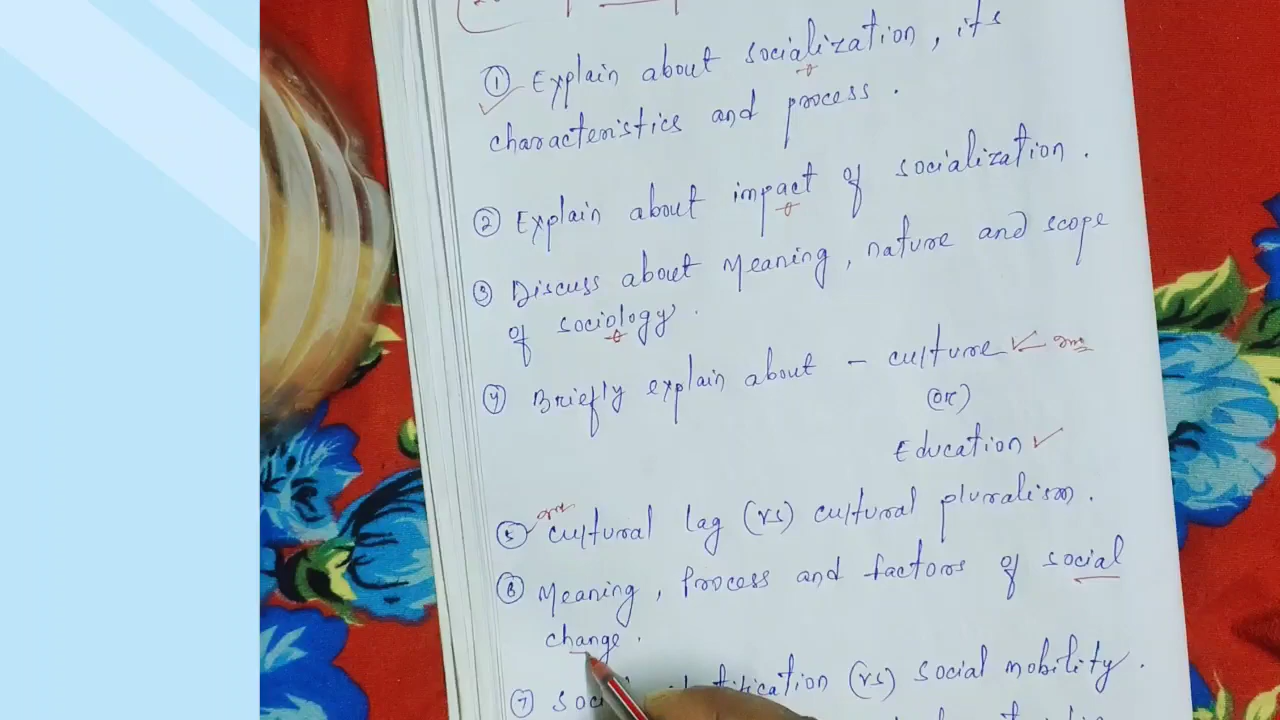 ① Explain about socialization, its
characteristics and process.
② Explain about impact of socialization.
③ Discuss about Meaning, nature and scope
of sociology.
④ Briefly explain about - culture
(or)
Education
⑤ cultural lag (vs) cultural pluralism.
⑥ Meaning, Process and factors of social
change.
⑦ (vs) social mobility.